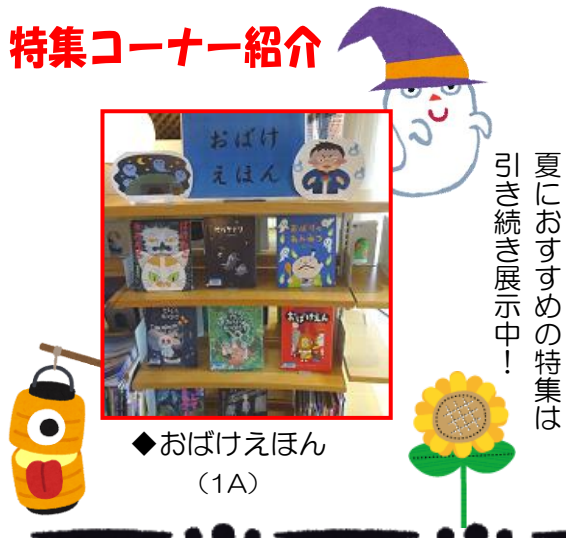 特集コーナー紹介
夏におすすめの特集は
引き続き展示中！
おばけ
えほん
おばけえん
◆おばけえほん
（1A）